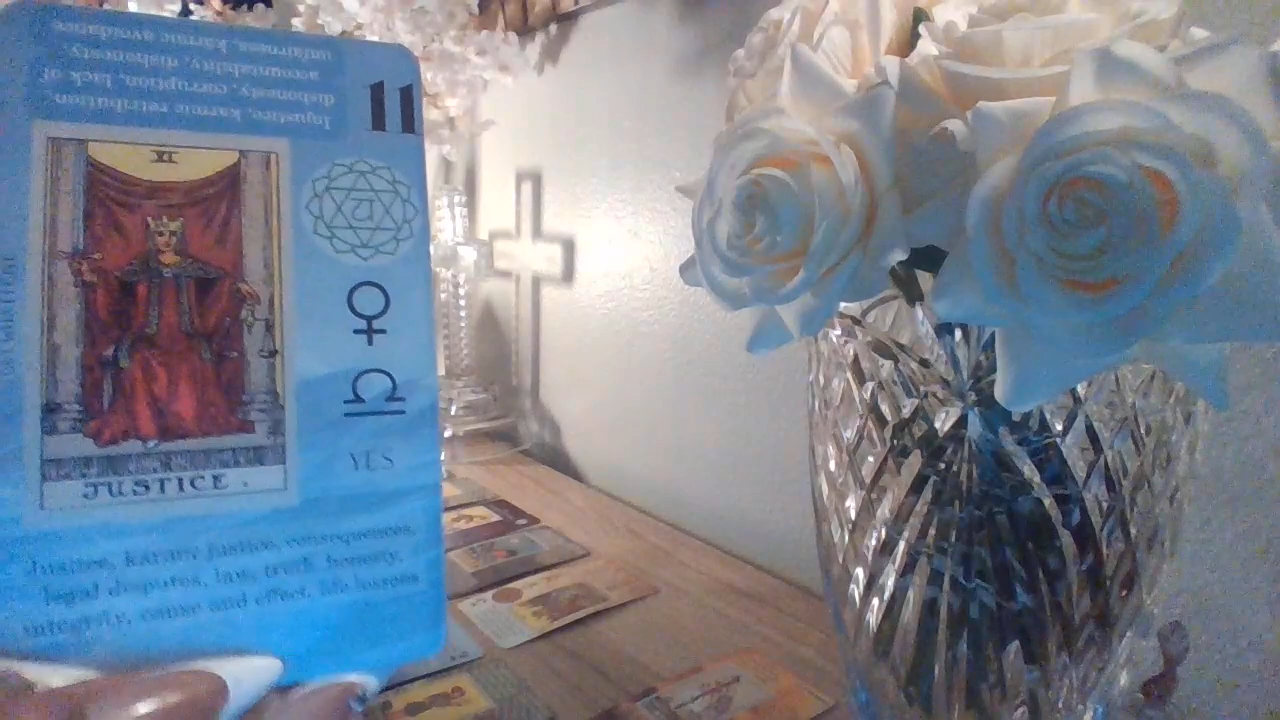 Injustice, karmic retribution,
dishonesty, corruption, lack of
accountability, dishonesty,
unfairness, karmic avoidance
11
XI
YES
JUSTICE.
Justice, karmic justice, consequences,
legal disputes, law, truth, honesty,
integrity, cause and effect, life lessons